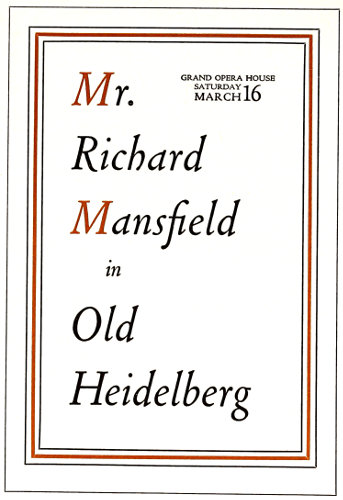 Mr.
GRAND OPERA HOUSE
SATURDAY
MARCH 16
Richard
Mansfield
in
Old
Heidelberg